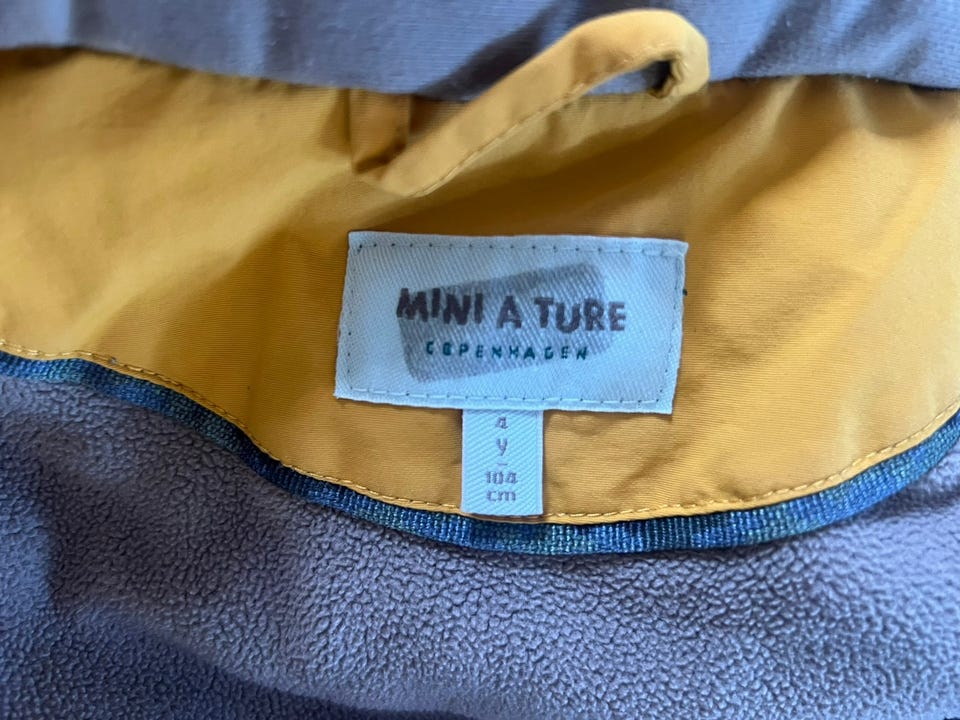 MINI A TURE
COPENHAGEN
4
y
-
104
cm